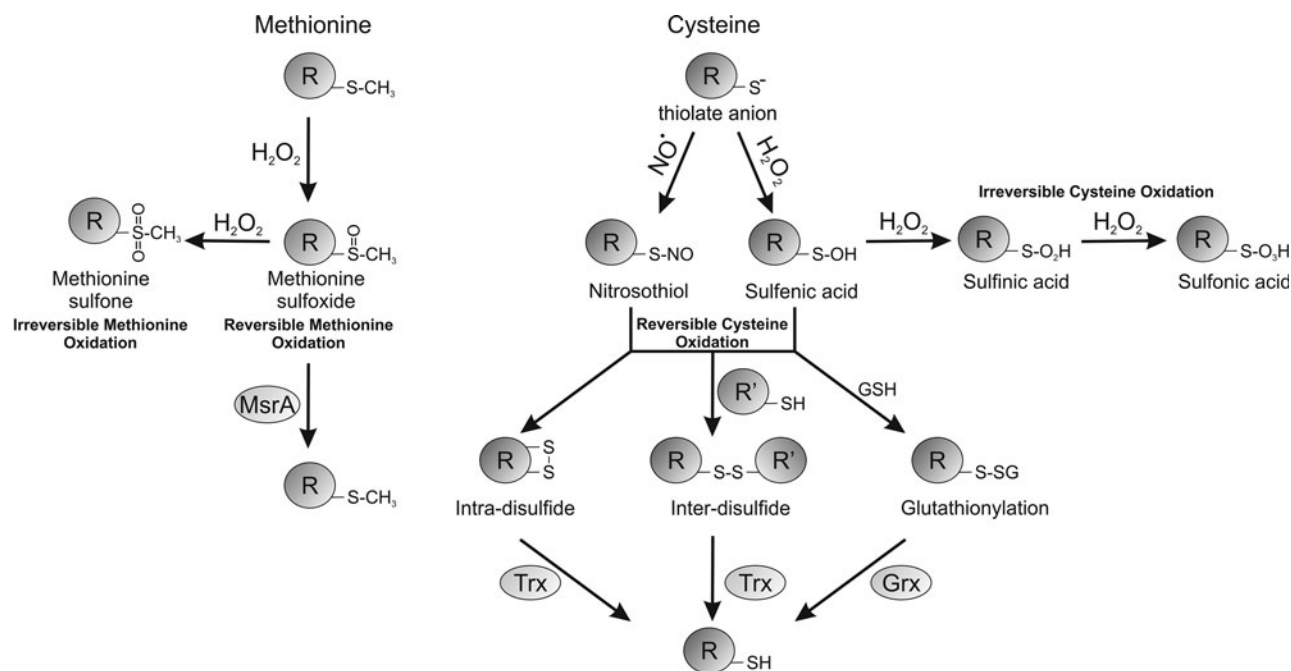 Methionine
R
S-CH₃
H₂O₂
R
O
S-CH₃
O
H₂O₂
R
O
S-CH₃
Methionine
sulfone
Irreversible Methionine
Oxidation
Methionine
sulfoxide
Reversible Methionine
Oxidation
MsrA
R
S-CH₃
Cysteine
R
S⁻
thiolate anion
NO•
H₂O₂
R
S-NO
Nitrosothiol
R
S-OH
Sulfenic acid
Irreversible Cysteine Oxidation
H₂O₂
R
S-O₂H
Sulfinic acid
H₂O₂
R
S-O₃H
Sulfonic acid
Reversible Cysteine
Oxidation
R'
SH
GSH
R
S
S
Intra-disulfide
R
S-S
R'
Inter-disulfide
R
S-SG
Glutathionylation
Trx
Trx
Grx
R
SH